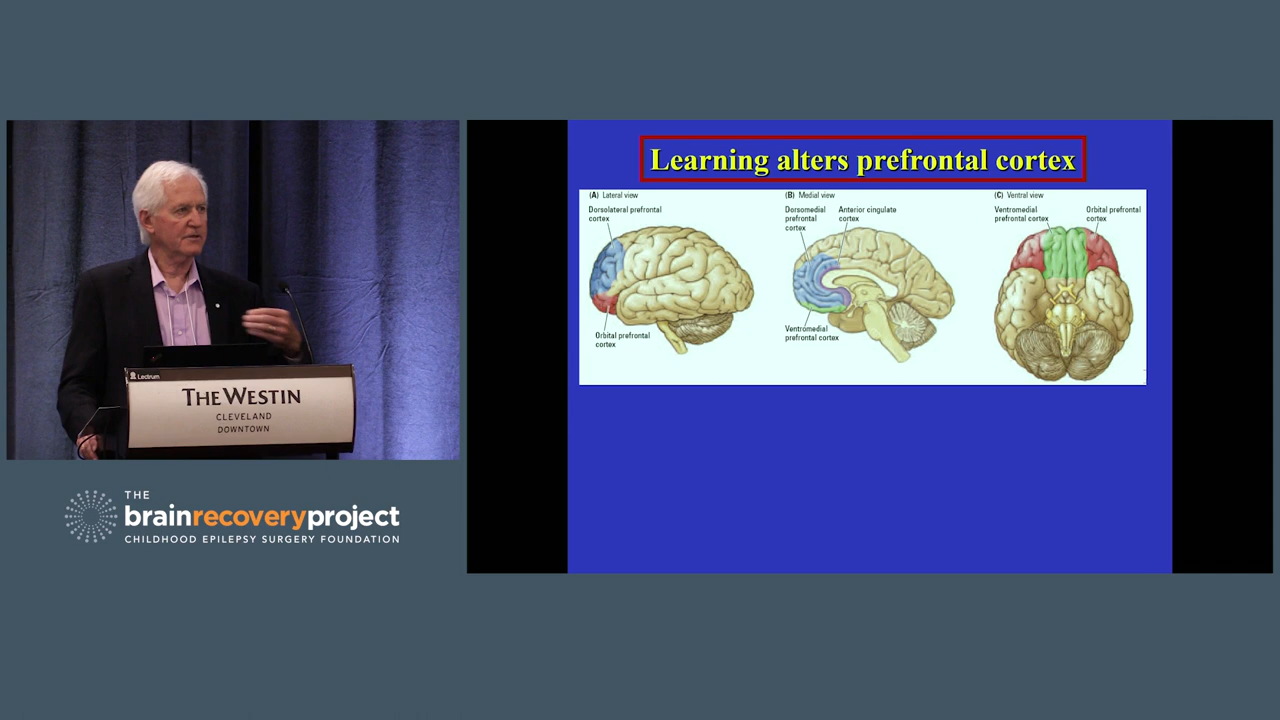 Lectrum
THE WESTIN
CLEVELAND
DOWNTOWN
THE
brainrecoveryproject
CHILDHOOD EPILEPSY SURGERY FOUNDATION
Learning alters prefrontal cortex
(A) Lateral view
Dorsolateral prefrontal
cortex
Orbital prefrontal
cortex
(B) Medial view
Dorsomedial
prefrontal
cortex
Anterior cingulate
cortex
Ventromedial
prefrontal cortex
(C) Ventral view
Ventromedial
prefrontal cortex
Orbital prefrontal
cortex